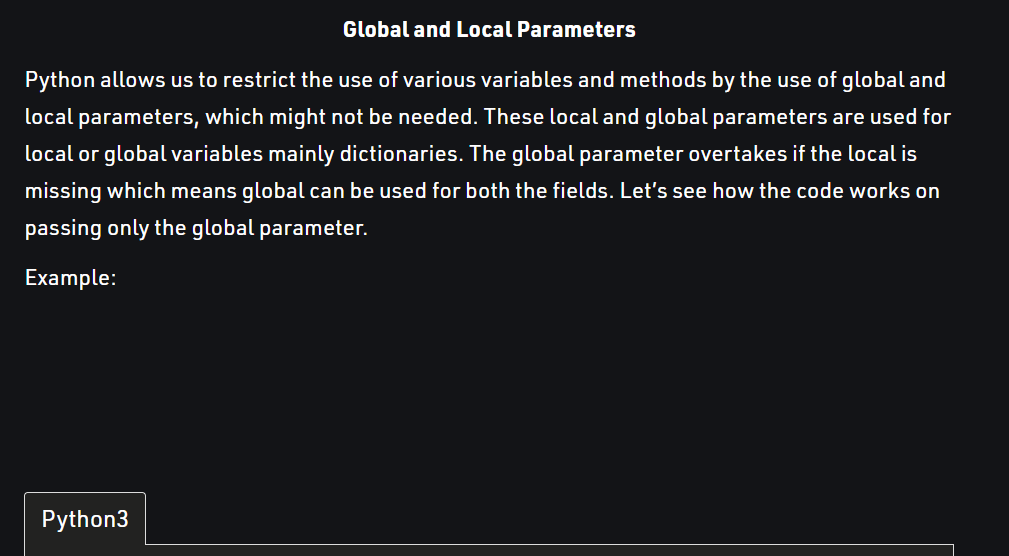 Global and Local Parameters
Python allows us to restrict the use of various variables and methods by the use of global and
local parameters, which might not be needed. These local and global parameters are used for
local or global variables mainly dictionaries. The global parameter overtakes if the local is
missing which means global can be used for both the fields. Let’s see how the code works on
passing only the global parameter.
Example:
Python3